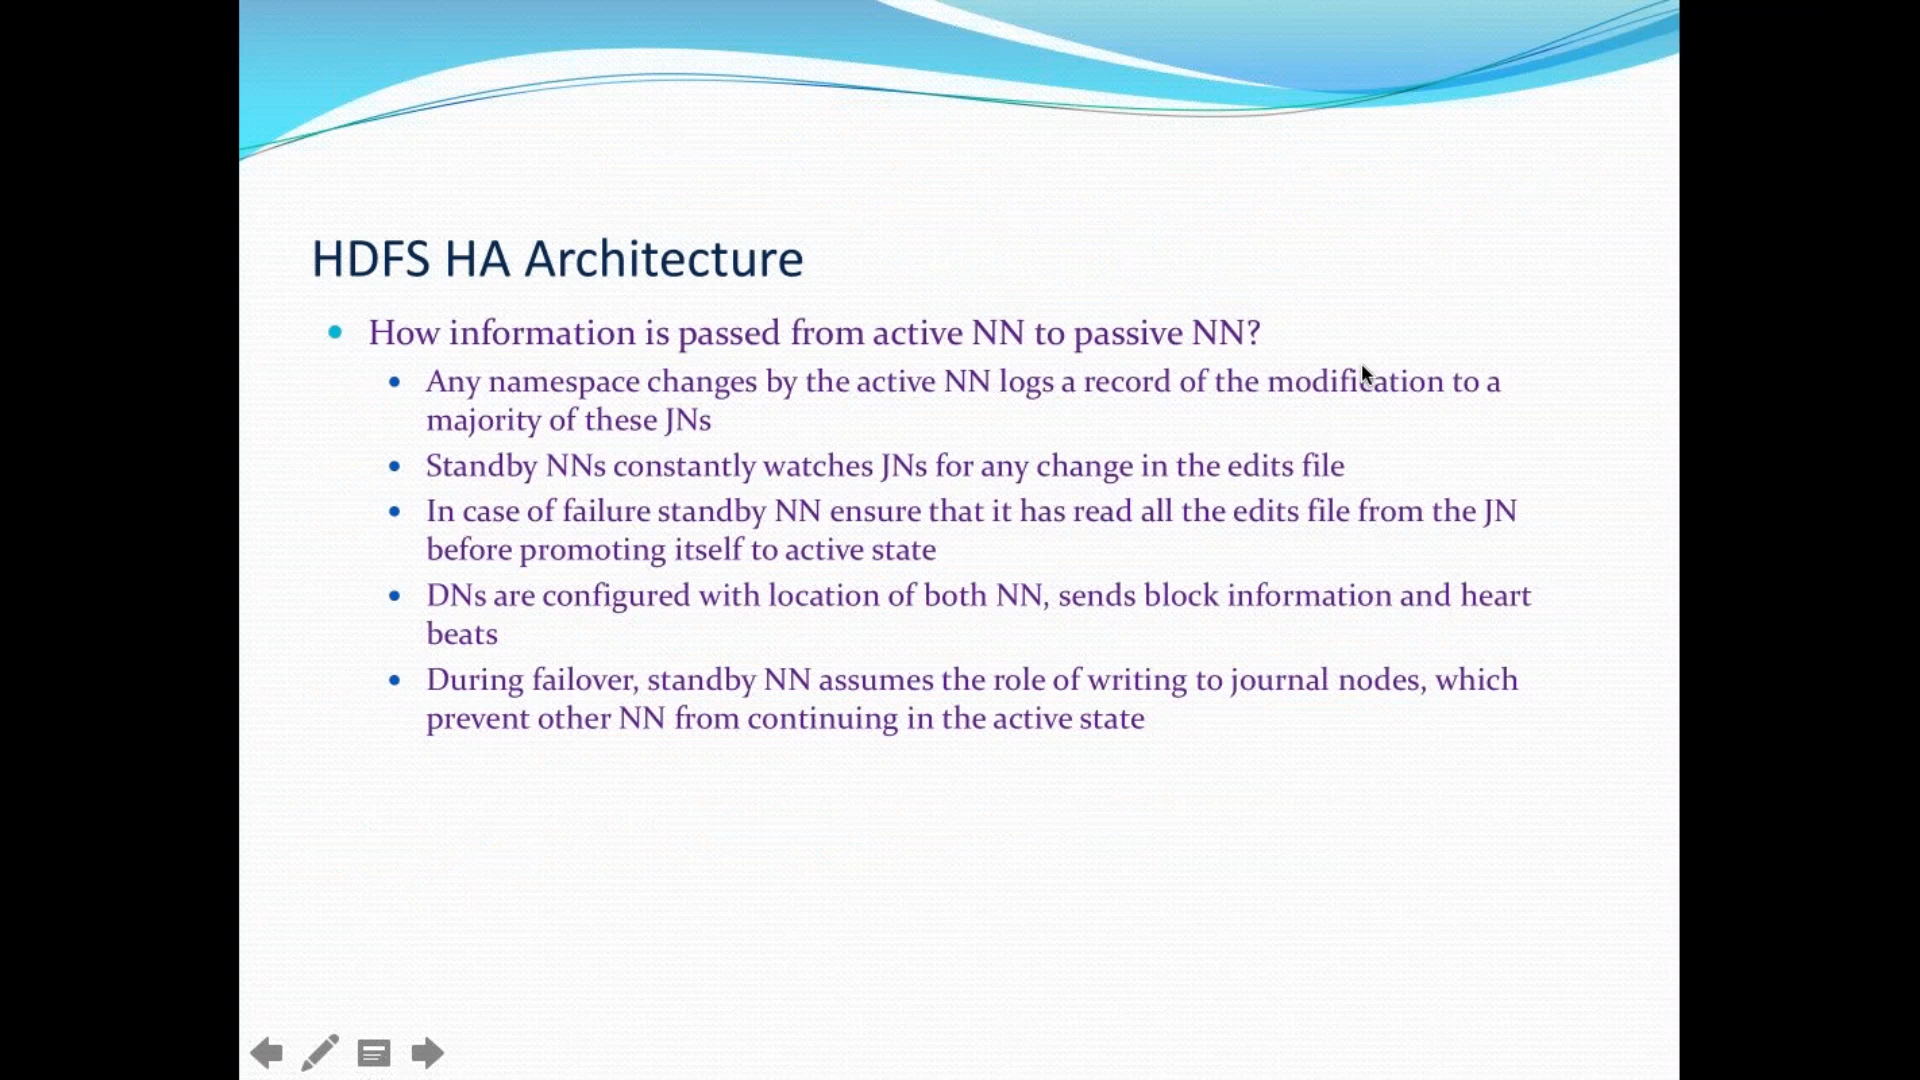 HDFS HA Architecture
How information is passed from active NN to passive NN?
Any namespace changes by the active NN logs a record of the modification to a
majority of these JNs
Standby NNs constantly watches JNs for any change in the edits file
In case of failure standby NN ensure that it has read all the edits file from the JN
before promoting itself to active state
DNs are configured with location of both NN, sends block information and heart
beats
During failover, standby NN assumes the role of writing to journal nodes, which
prevent other NN from continuing in the active state